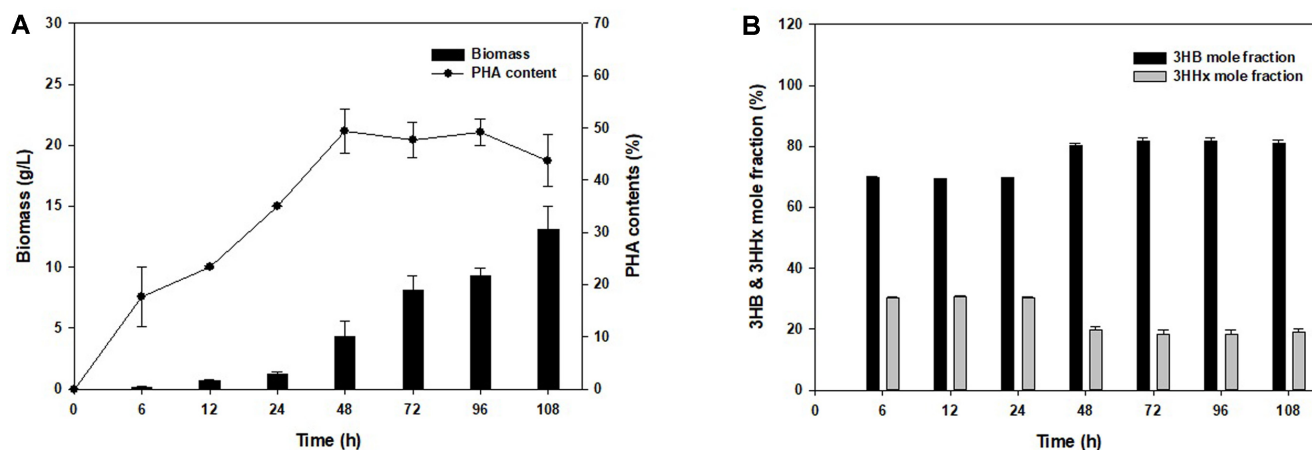 A
30
25
20
15
10
5
0
Biomass (g/L)
Biomass
PHA content
70
60
50
40
30
20
10
0
PHA contents (%)
0 6 12 24 48 72 96 108
Time (h)
B
120
100
80
60
40
20
0
3HB & 3HHx mole fraction (%)
3HB mole fraction
3HHx mole fraction
0 6 12 24 48 72 96 108
Time (h)